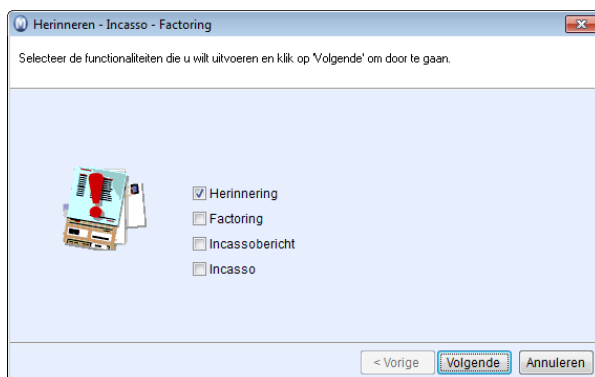 Herinneren - Incasso - Factoring
Selecteer de functionaliteiten die u wilt uitvoeren en klik op 'Volgende' om door te gaan.
Herinnering
Factoring
Incassobericht
Incasso
< Vorige Volgende Annuleren